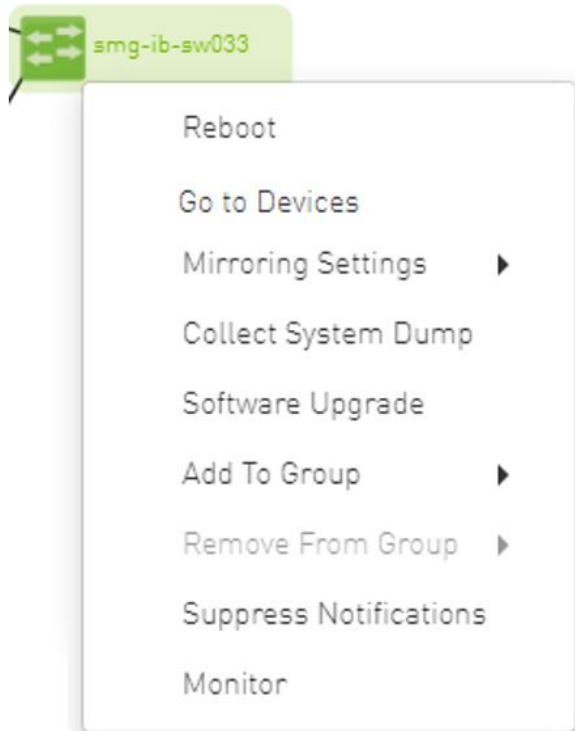 smg-ib-sw033
Reboot
Go to Devices
Mirroring Settings
Collect System Dump
Software Upgrade
Add To Group
Remove From Group
Suppress Notifications
Monitor